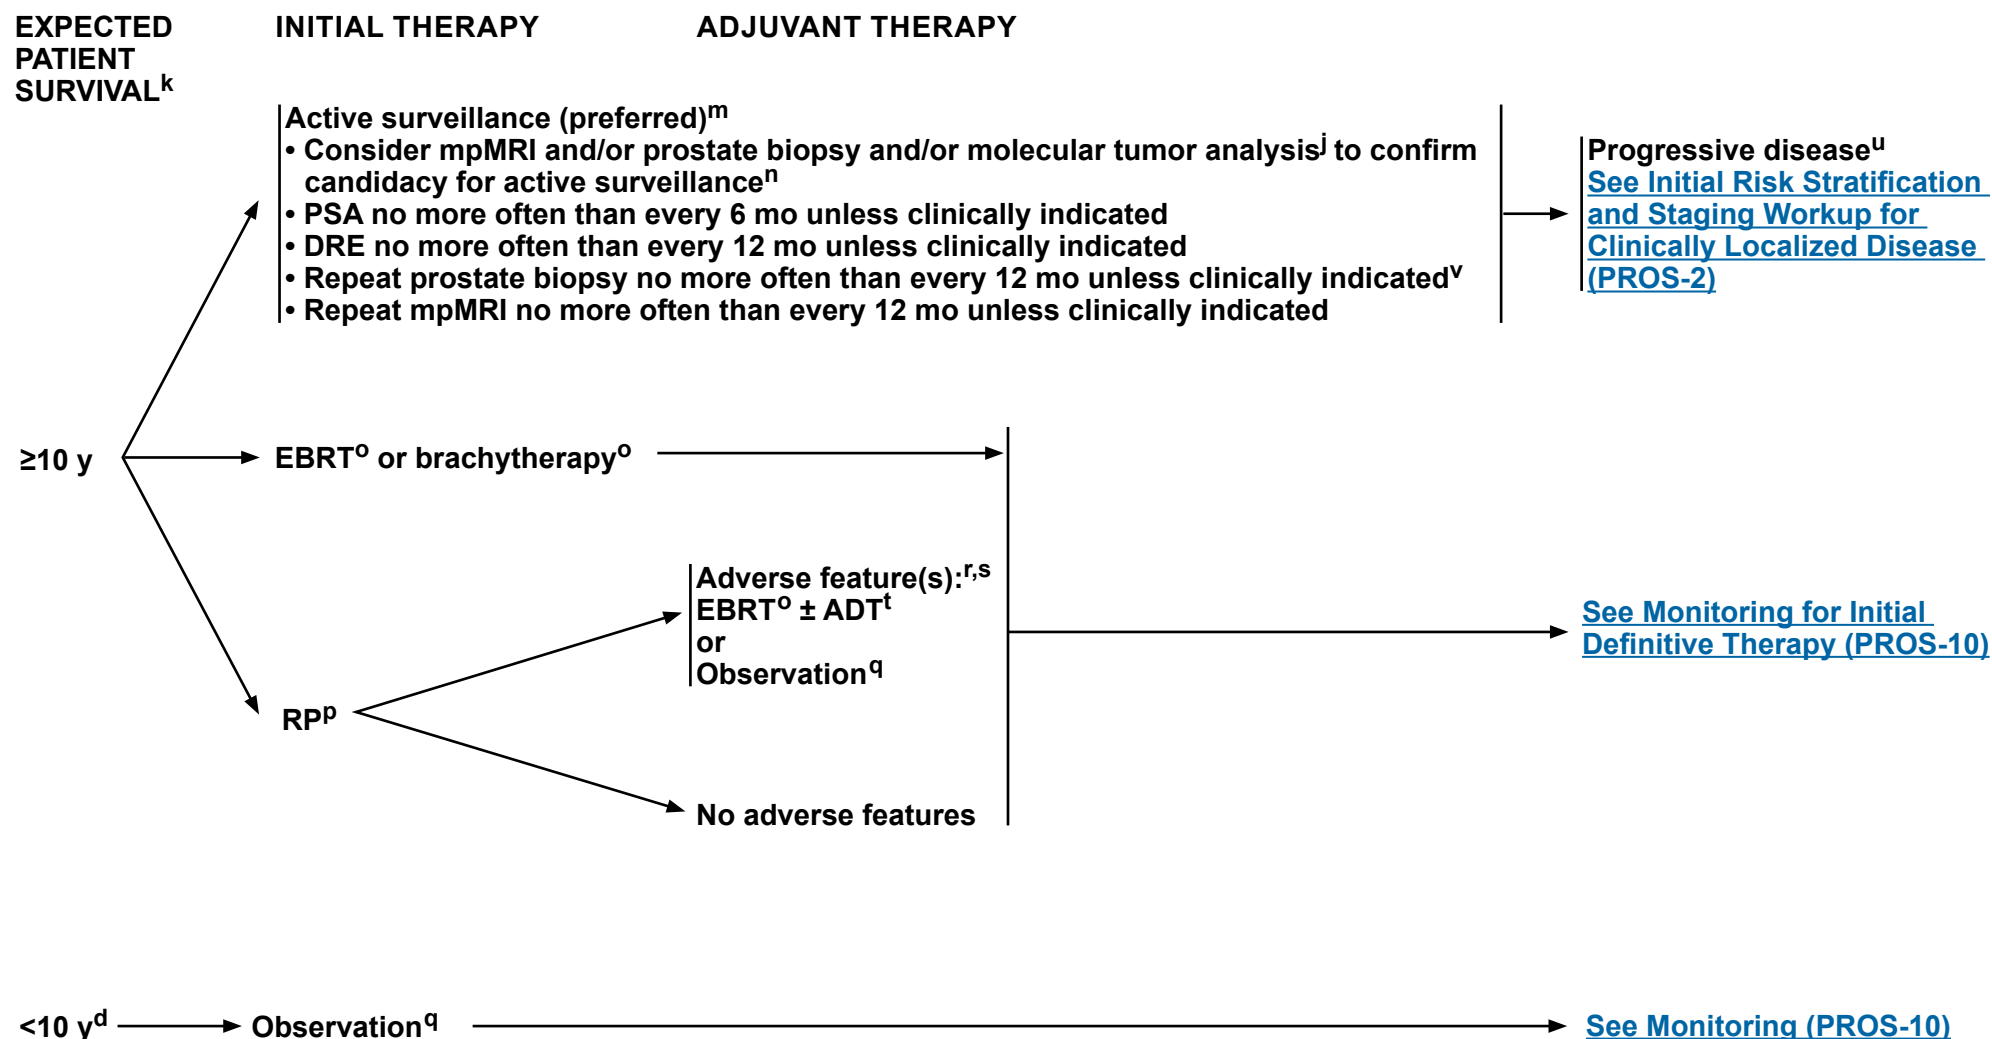 EXPECTED
PATIENT
SURVIVALk
INITIAL THERAPY
ADJUVANT THERAPY
Active surveillance (preferred)m
• Consider mpMRI and/or prostate biopsy and/or molecular tumor analysisj to confirm
candidacy for active surveillancen
• PSA no more often than every 6 mo unless clinically indicated
• DRE no more often than every 12 mo unless clinically indicated
• Repeat prostate biopsy no more often than every 12 mo unless clinically indicatedv
• Repeat mpMRI no more often than every 12 mo unless clinically indicated
Progressive diseaseu
See Initial Risk Stratification
and Staging Workup for
Clinically Localized Disease
(PROS-2)
≥10 y
EBRTo or brachytherapyo
Adverse feature(s):r,s
EBRTo ± ADTt
or
Observationq
See Monitoring for Initial
Definitive Therapy (PROS-10)
RPp
No adverse features
<10 yd
Observationq
See Monitoring (PROS-10)